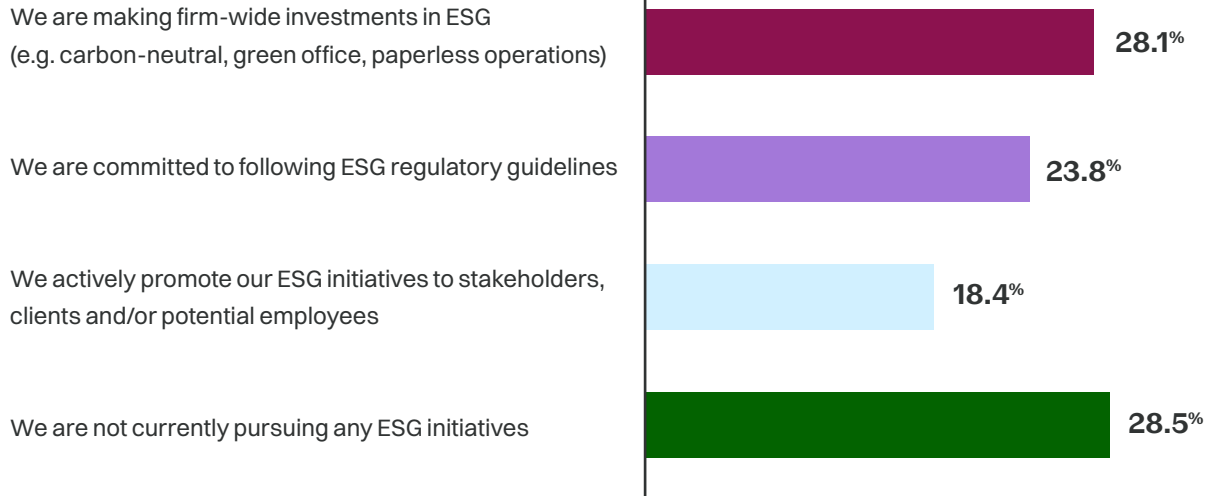 We are making firm-wide investments in ESG
(e.g. carbon-neutral, green office, paperless operations)
28.1%
We are committed to following ESG regulatory guidelines
23.8%
We actively promote our ESG initiatives to stakeholders,
clients and/or potential employees
18.4%
We are not currently pursuing any ESG initiatives
28.5%